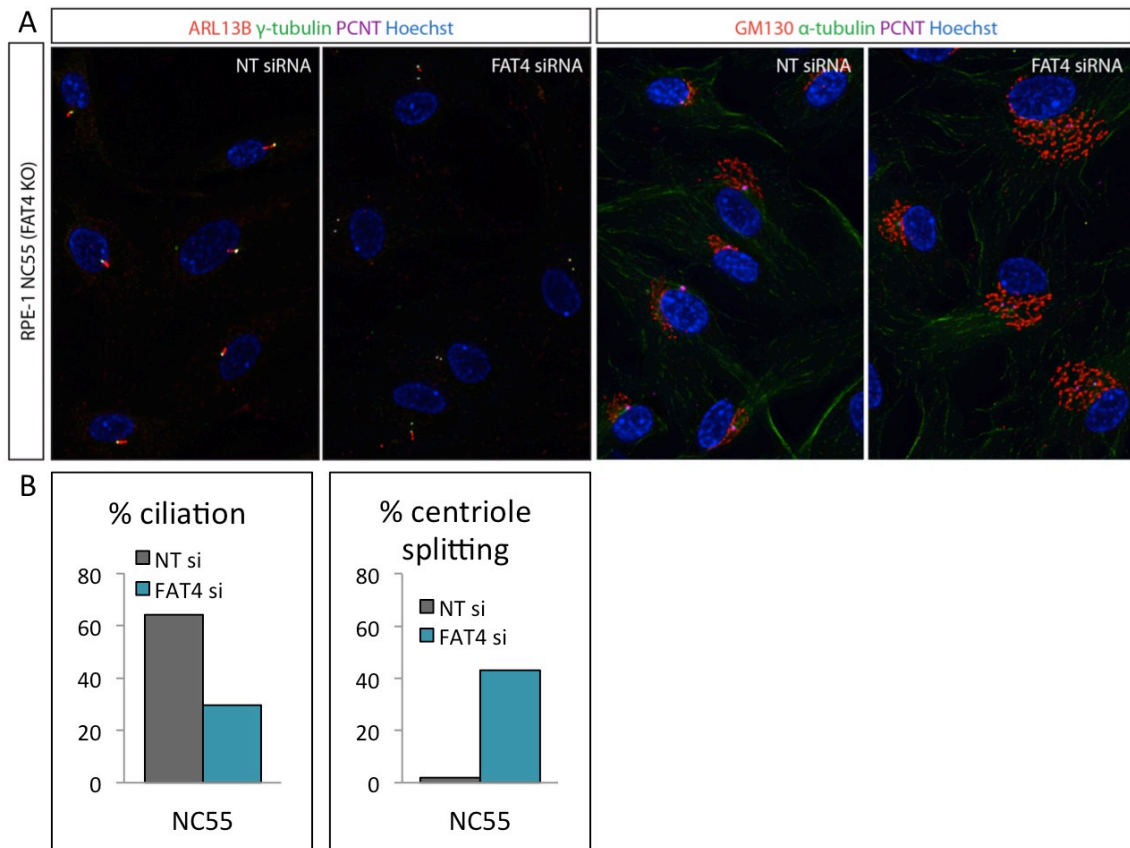 A
ARL13B γ-tubulin PCNT Hoechst
GM130 α-tubulin PCNT Hoechst
NT siRNA
FAT4 siRNA
NT siRNA
FAT4 siRNA
RPE-1 NC55 (FAT4 KO)
B
% ciliation
NT si
FAT4 si
80
60
40
20
0
NC55
% centriole
splitting
NT si
FAT4 si
80
60
40
20
0
NC55